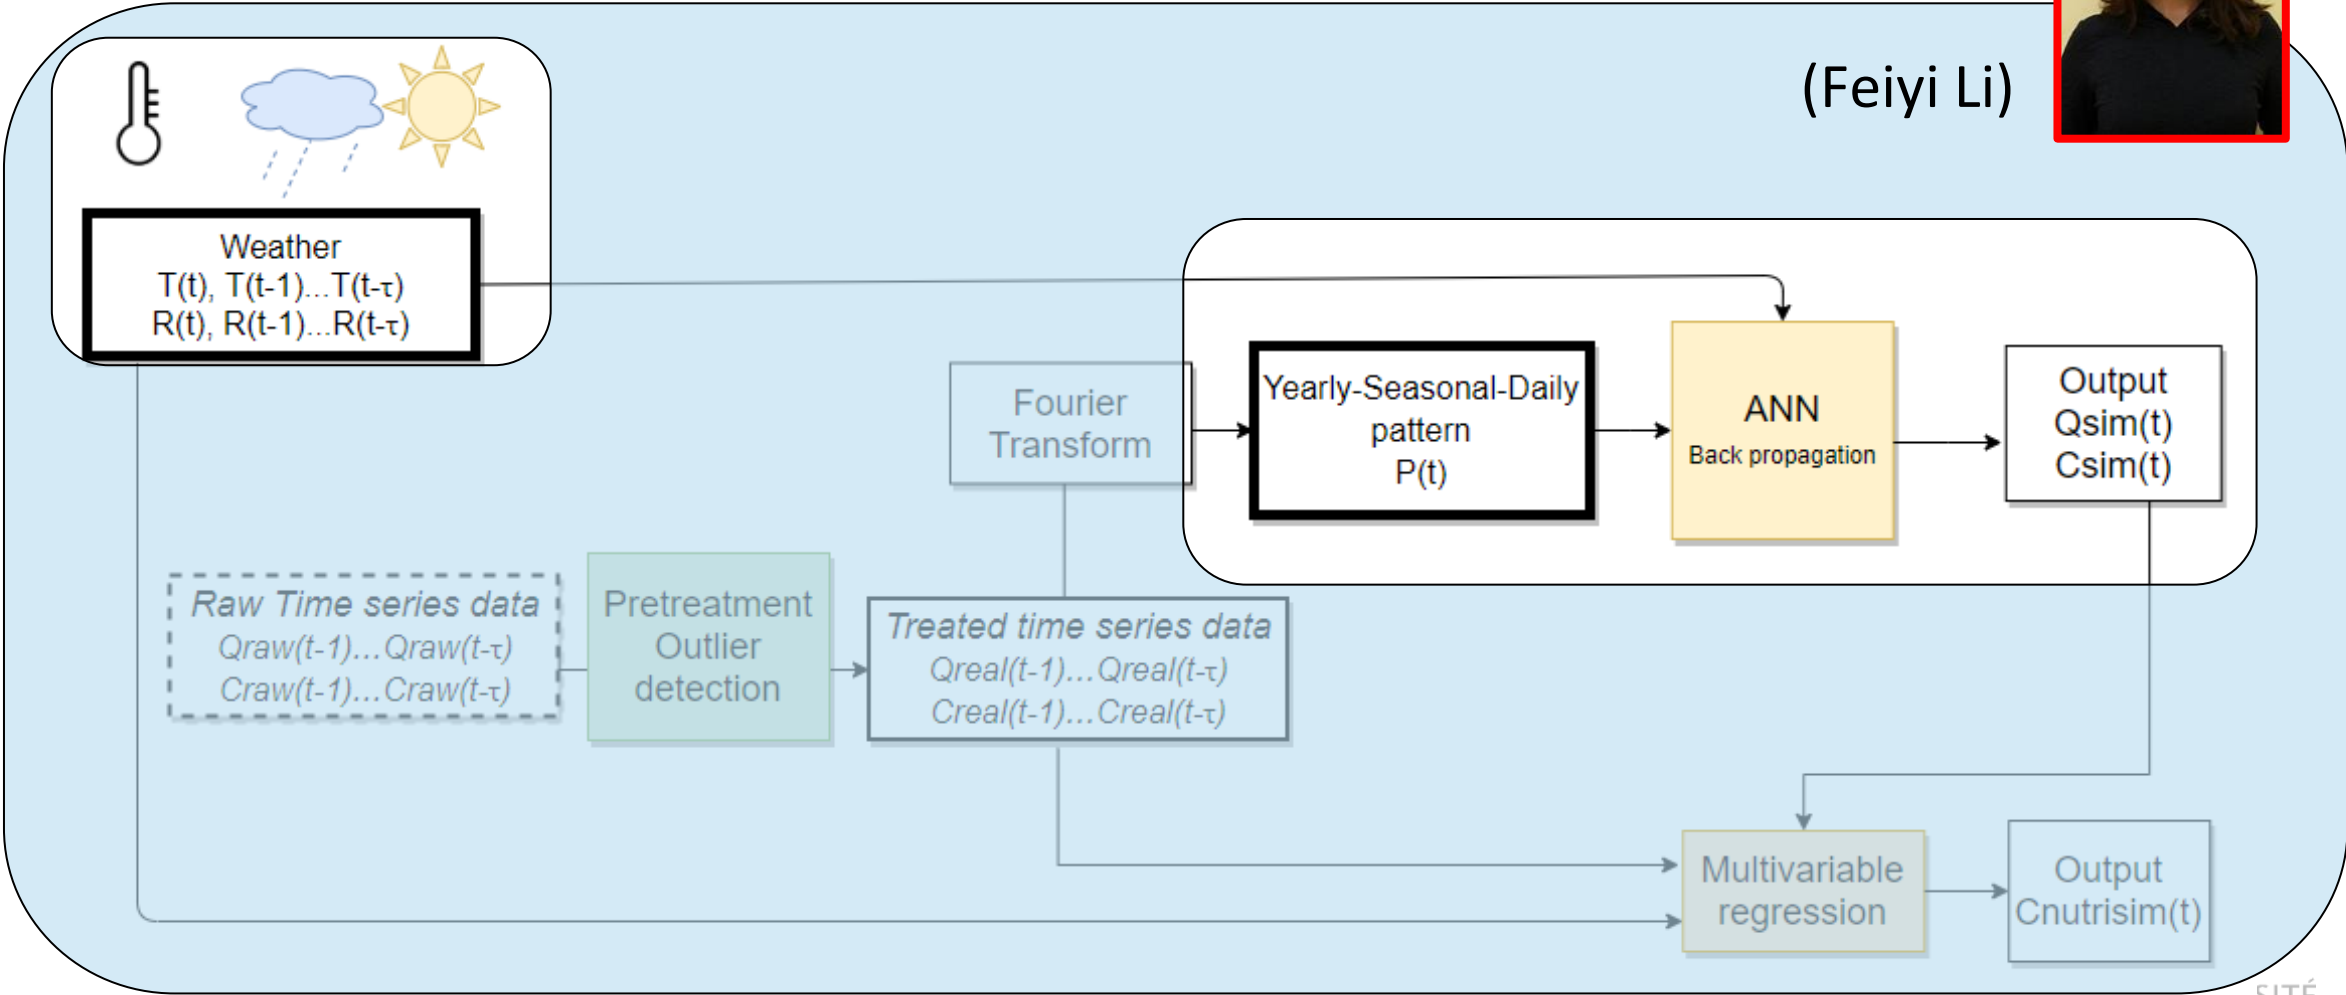 (Feiyi Li)
Weather
T(t), T(t-1)...T(t-τ)
R(t), R(t-1)...R(t-τ)
Fourier
Transform
Yearly-Seasonal-Daily
pattern
P(t)
ANN
Back propagation
Output
Qsim(t)
Csim(t)
Raw Time series data
Qraw(t-1)...Qraw(t-τ)
Craw(t-1)...Craw(t-τ)
Pretreatment
Outlier
detection
Treated time series data
Qreal(t-1)...Qreal(t-τ)
Creal(t-1)...Creal(t-τ)
Multivariable
regression
Output
Cnutrisim(t)